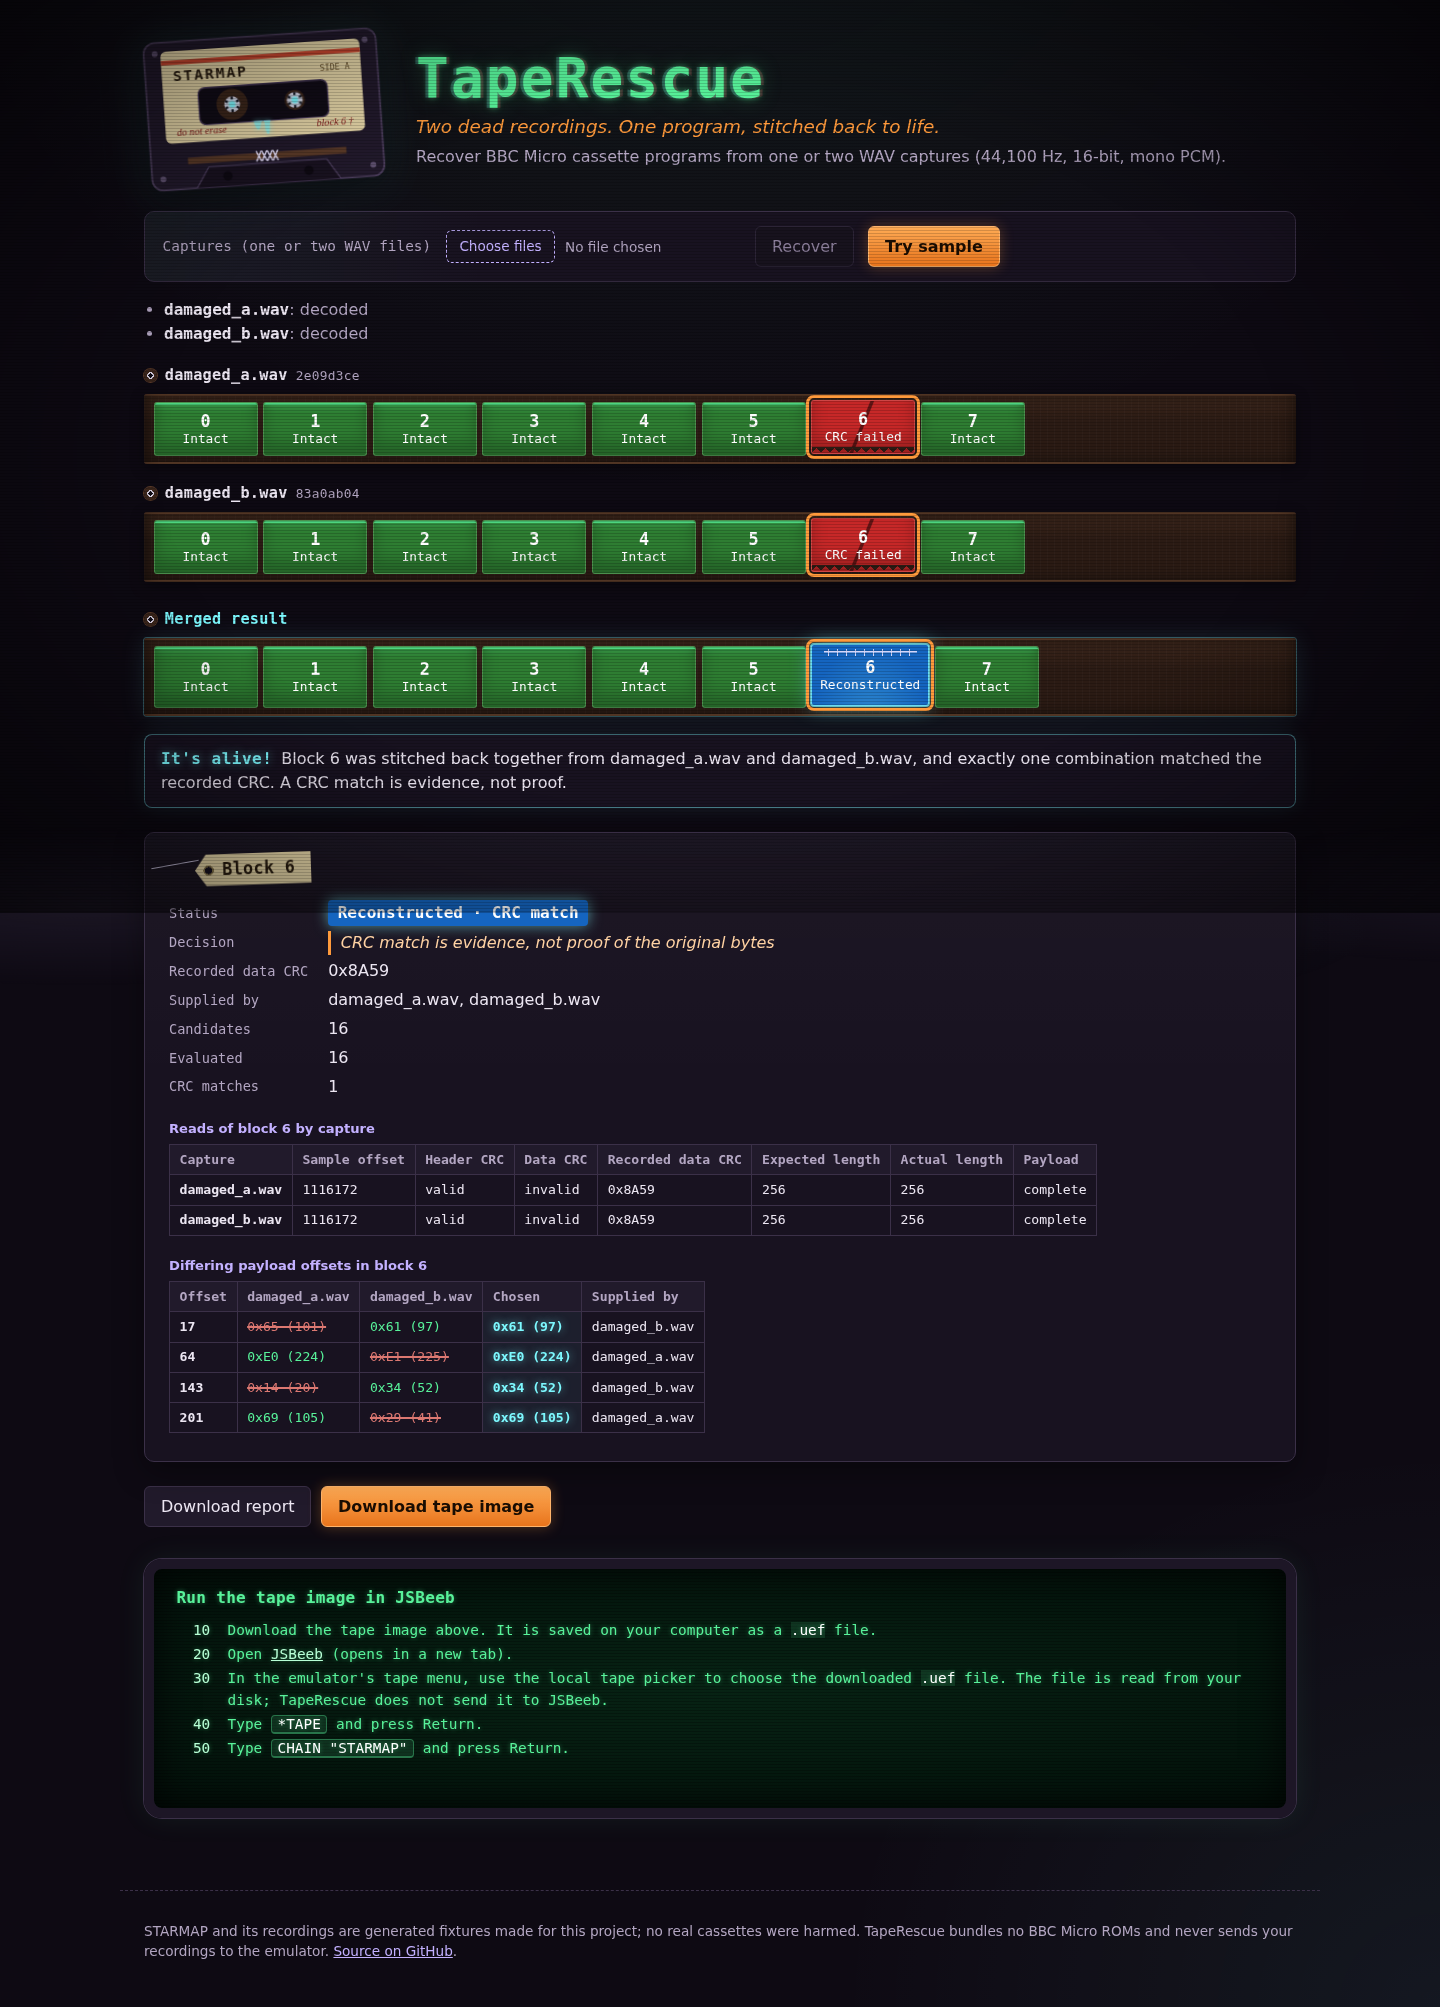 STARMAP
SIDE A
do not erase
block 6 †
TapeRescue
Two dead recordings. One program, stitched back to life.
Recover BBC Micro cassette programs from one or two WAV captures (44,100 Hz, 16-bit, mono PCM).
Captures (one or two WAV files) Choose files No file chosen Recover Try sample
• damaged_a.wav: decoded
• damaged_b.wav: decoded
damaged_a.wav 2e09d3ce
0 1 2 3 4 5 6 7
Intact Intact Intact Intact Intact Intact CRC failed Intact
damaged_b.wav 83a0ab04
0 1 2 3 4 5 6 7
Intact Intact Intact Intact Intact Intact CRC failed Intact
Merged result
0 1 2 3 4 5 6 7
Intact Intact Intact Intact Intact Intact Reconstructed Intact
It's alive! Block 6 was stitched back together from damaged_a.wav and damaged_b.wav, and exactly one combination matched the
recorded CRC. A CRC match is evidence, not proof.
Block 6
Status Reconstructed · CRC match
Decision CRC match is evidence, not proof of the original bytes
Recorded data CRC 0x8A59
Supplied by damaged_a.wav, damaged_b.wav
Candidates 16
Evaluated 16
CRC matches 1
Reads of block 6 by capture
Capture Sample offset Header CRC Data CRC Recorded data CRC Expected length Actual length Payload
damaged_a.wav 1116172 valid invalid 0x8A59 256 256 complete
damaged_b.wav 1116172 valid invalid 0x8A59 256 256 complete
Differing payload offsets in block 6
Offset damaged_a.wav damaged_b.wav Chosen Supplied by
17 0x65 (101) 0x61 (97) 0x61 (97) damaged_b.wav
64 0xE0 (224) 0xE1 (225) 0xE0 (224) damaged_a.wav
143 0x14 (20) 0x34 (52) 0x34 (52) damaged_b.wav
201 0x69 (105) 0x29 (41) 0x69 (105) damaged_a.wav
Download report Download tape image
Run the tape image in JSBeeb
10 Download the tape image above. It is saved on your computer as a .uef file.
20 Open JSBeeb (opens in a new tab).
30 In the emulator's tape menu, use the local tape picker to choose the downloaded .uef file. The file is read from your
disk; TapeRescue does not send it to JSBeeb.
40 Type *TAPE and press Return.
50 Type CHAIN "STARMAP" and press Return.
STARMAP and its recordings are generated fixtures made for this project; no real cassettes were harmed. TapeRescue bundles no BBC Micro ROMs and never sends your
recordings to the emulator. Source on GitHub.